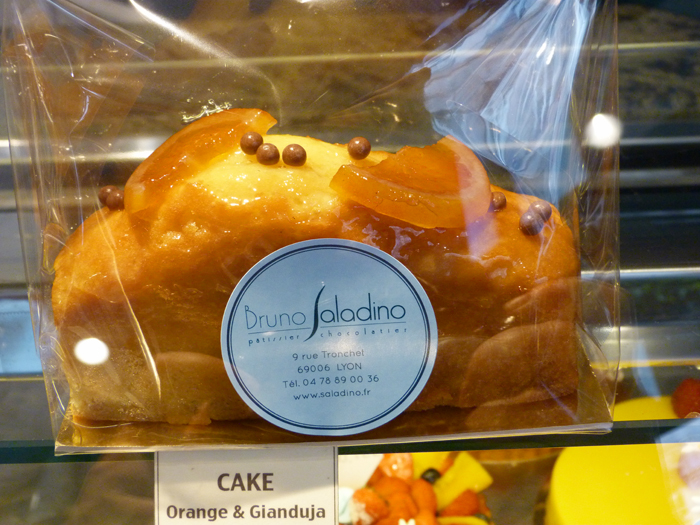 Bruno Saladino
pâtissier chocolatier
9 rue Tronchet
69006 LYON
Tél. 04 78 89 00 36
www.saladino.fr
CAKE
Orange & Gianduja